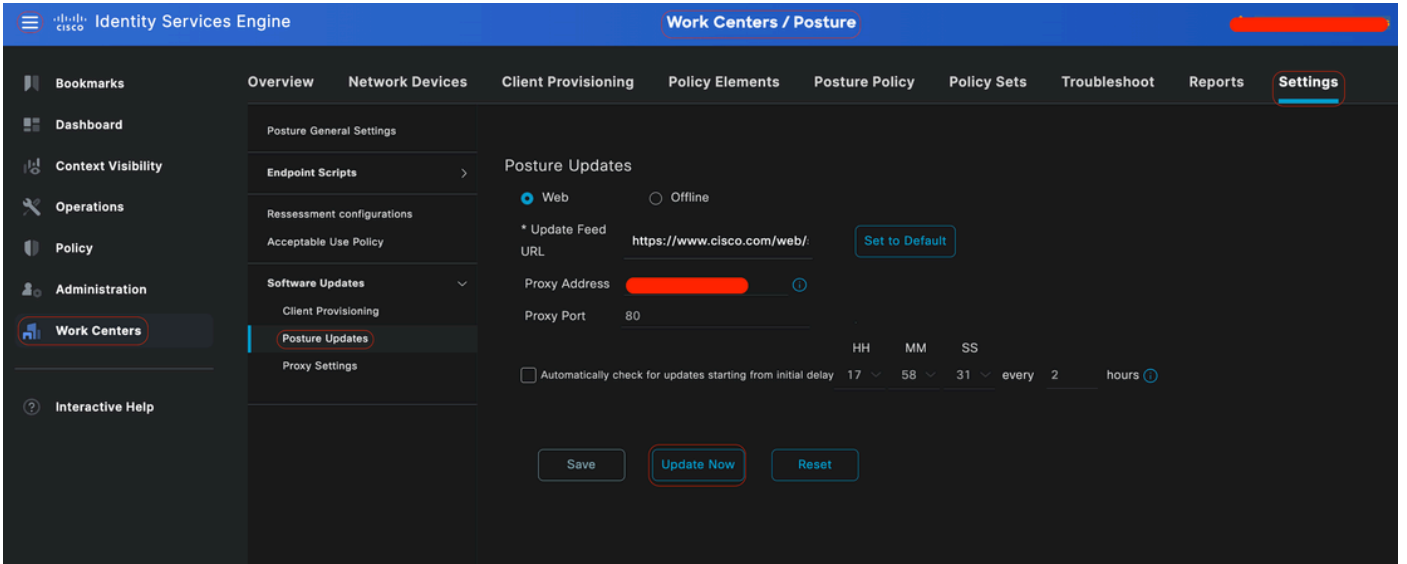 cisco Identity Services Engine
Work Centers / Posture
Bookmarks
Dashboard
Context Visibility
Operations
Policy
Administration
Work Centers
Interactive Help
Overview Network Devices Client Provisioning Policy Elements Posture Policy Policy Sets Troubleshoot Reports Settings
Posture General Settings
Endpoint Scripts
Ressessment configurations
Acceptable Use Policy
Software Updates
Client Provisioning
Posture Updates
Proxy Settings
Posture Updates
Web Offline
* Update Feed
URL
https://www.cisco.com/web/
Set to Default
Proxy Address
Proxy Port 80
HH MM SS
Automatically check for updates starting from initial delay 17 58 31 every 2 hours
Save Update Now Reset